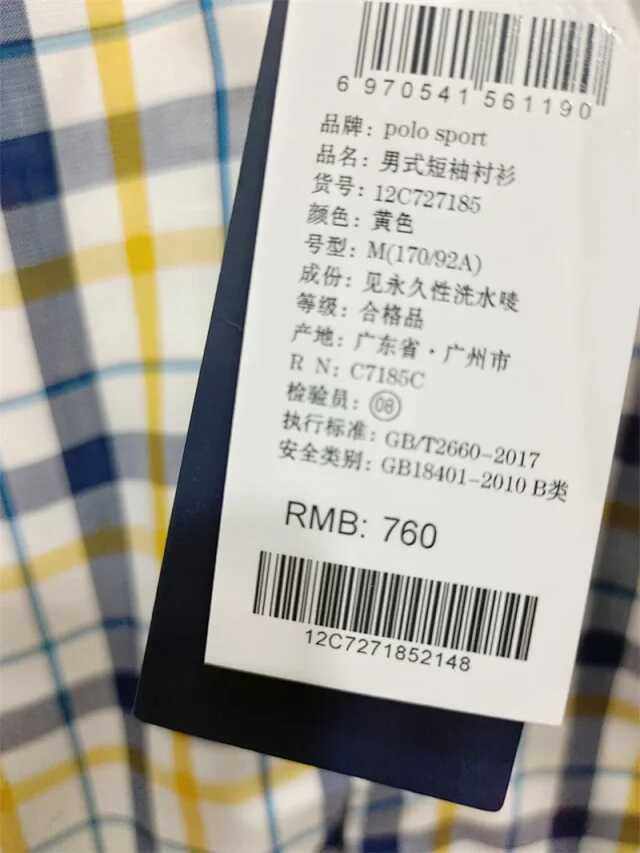 6 970541 561190
品牌: polo sport
品名: 男式短袖衬衫
货号: 12C727185
颜色: 黄色
号型: M(170/92A)
成份: 见永久性洗水唛
等级: 合格品
产地: 广东省·广州市
R N: C7185C
检验员: 08
执行标准: GB/T2660-2017
安全类别: GB18401-2010 B类
RMB: 760
12C7271852148